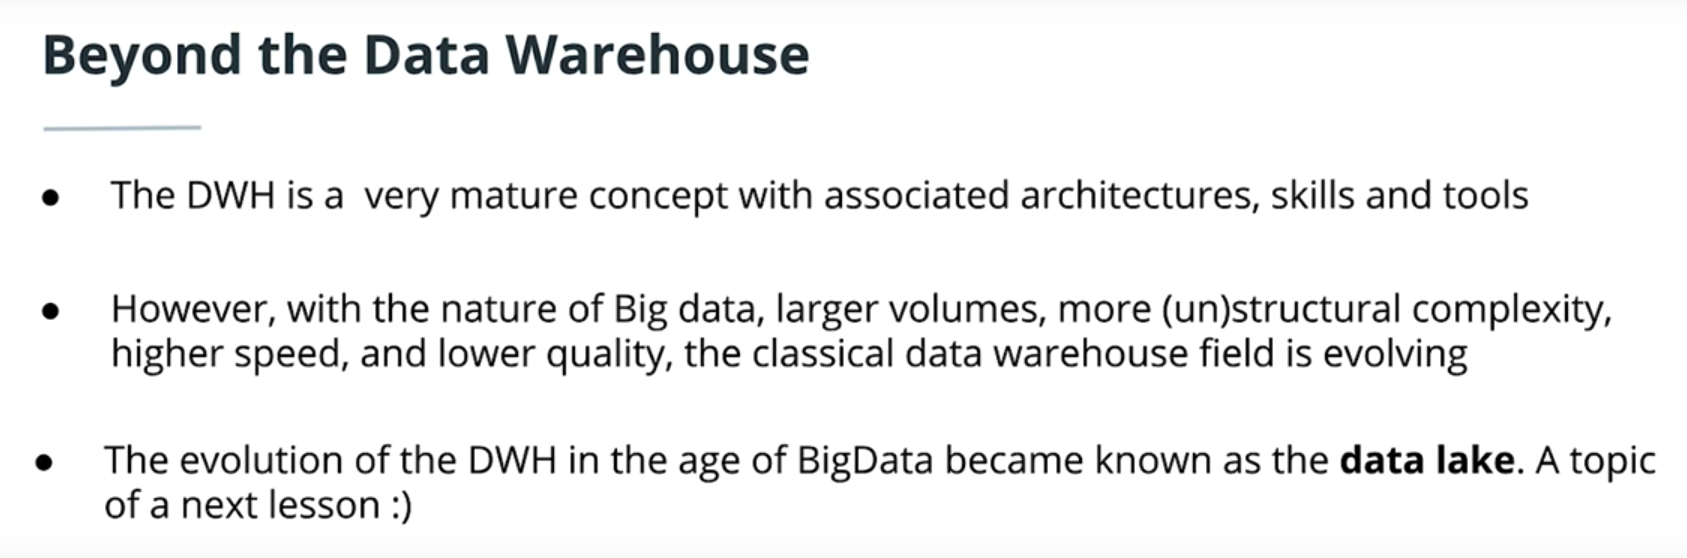 Beyond the Data Warehouse
● The DWH is a  very mature concept with associated architectures, skills and tools
● However, with the nature of Big data, larger volumes, more (un)structural complexity,
higher speed, and lower quality, the classical data warehouse field is evolving
● The evolution of the DWH in the age of BigData became known as the data lake. A topic
of a next lesson :)